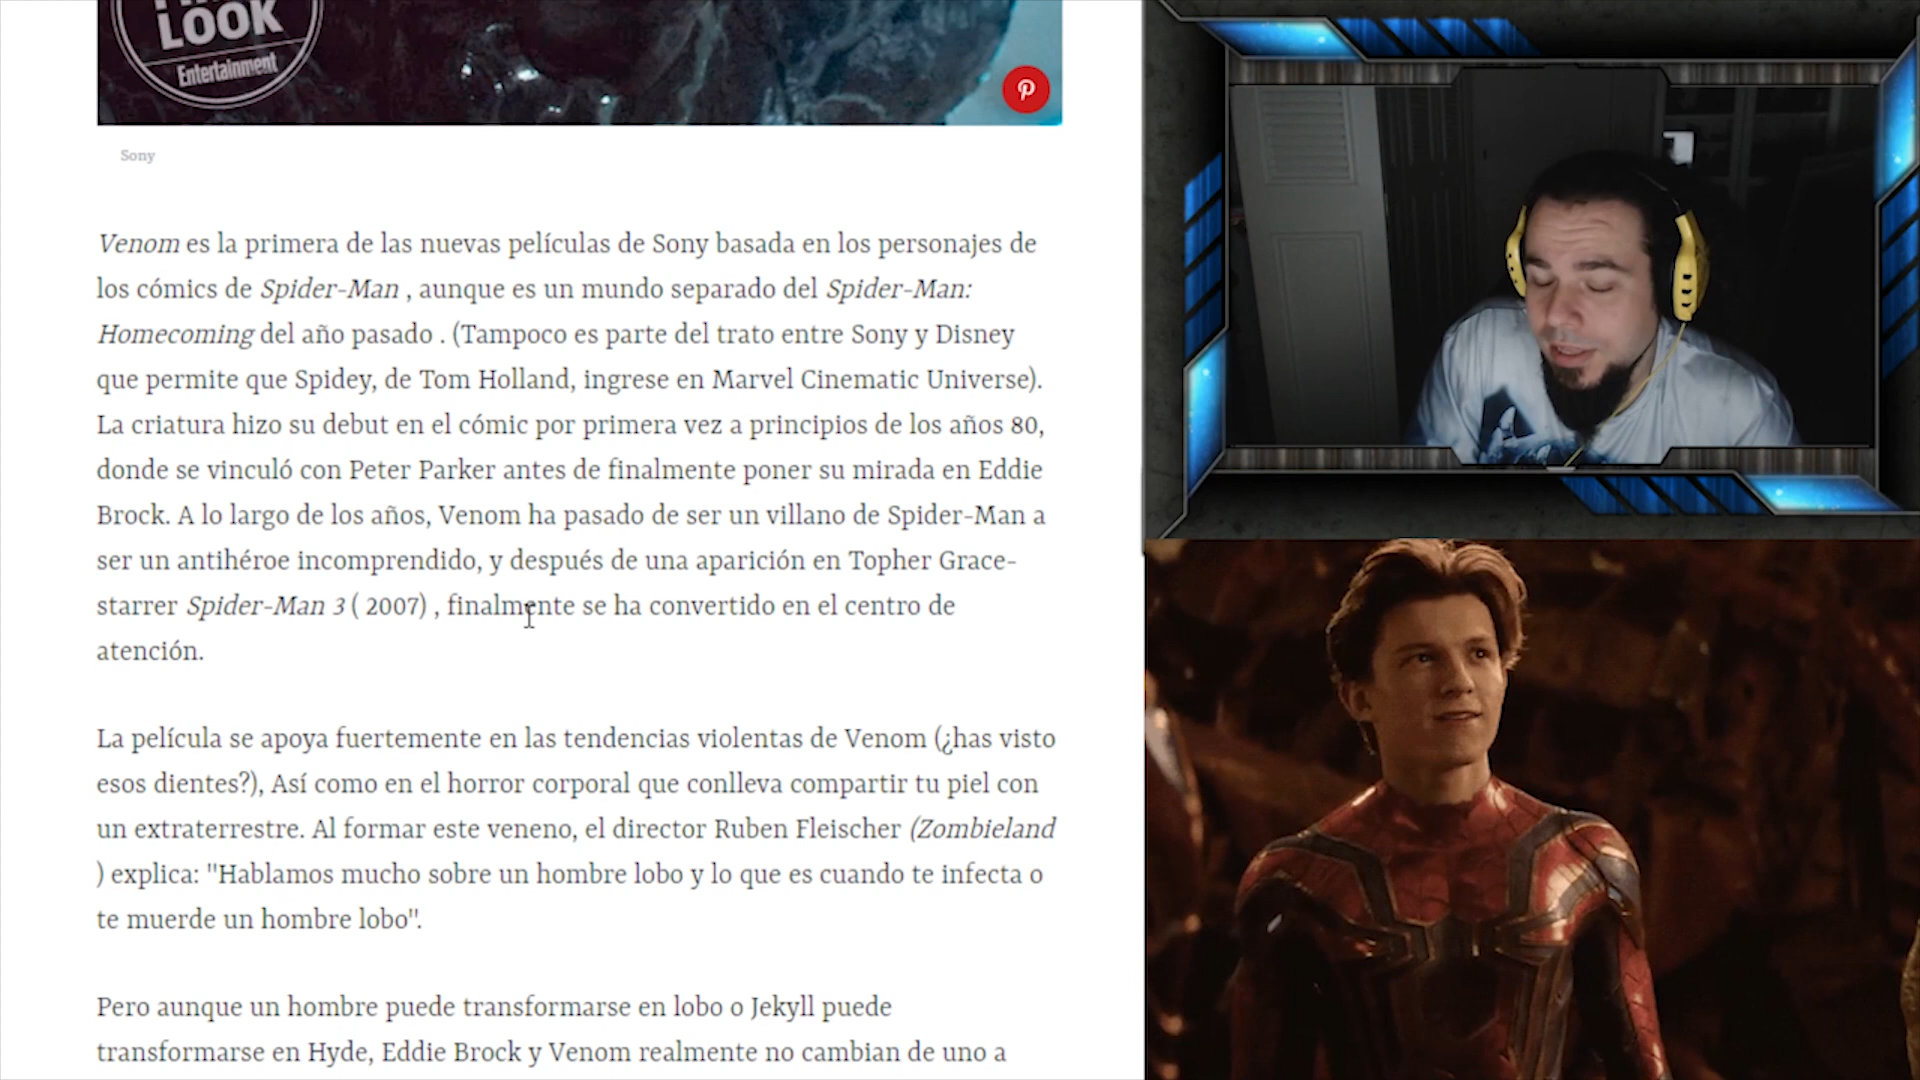 LOOK
Entertainment
Sony
Venom es la primera de las nuevas películas de Sony basada en los personajes de
los cómics de Spider-Man , aunque es un mundo separado del Spider-Man:
Homecoming del año pasado . (Tampoco es parte del trato entre Sony y Disney
que permite que Spidey, de Tom Holland, ingrese en Marvel Cinematic Universe).
La criatura hizo su debut en el cómic por primera vez a principios de los años 80,
donde se vinculó con Peter Parker antes de finalmente poner su mirada en Eddie
Brock. A lo largo de los años, Venom ha pasado de ser un villano de Spider-Man a
ser un antihéroe incomprendido, y después de una aparición en Topher Grace-
starrer Spider-Man 3 ( 2007) , finalmente se ha convertido en el centro de
atención.
La película se apoya fuertemente en las tendencias violentas de Venom (¿has visto
esos dientes?), Así como en el horror corporal que conlleva compartir tu piel con
un extraterrestre. Al formar este veneno, el director Ruben Fleischer (Zombieland
) explica: "Hablamos mucho sobre un hombre lobo y lo que es cuando te infecta o
te muerde un hombre lobo".
Pero aunque un hombre puede transformarse en lobo o Jekyll puede
transformarse en Hyde, Eddie Brock y Venom realmente no cambian de uno a